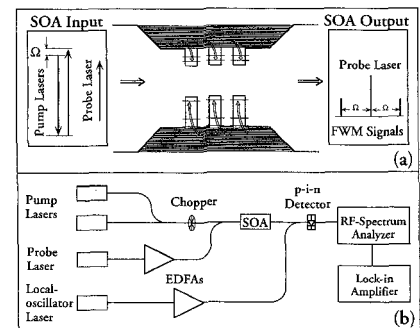 SOA Input
SOA Output
Ω
Pump Lasers
Probe Laser
Probe Laser
Ω
Ω
FWM Signals
(a)
Pump
Lasers
Chopper
p-i-n
Detector
SOA
RF-Spectrum
Analyzer
Probe
Laser
EDFAs
Local-
oscillator
Laser
Lock-in
Amplifier
(b)